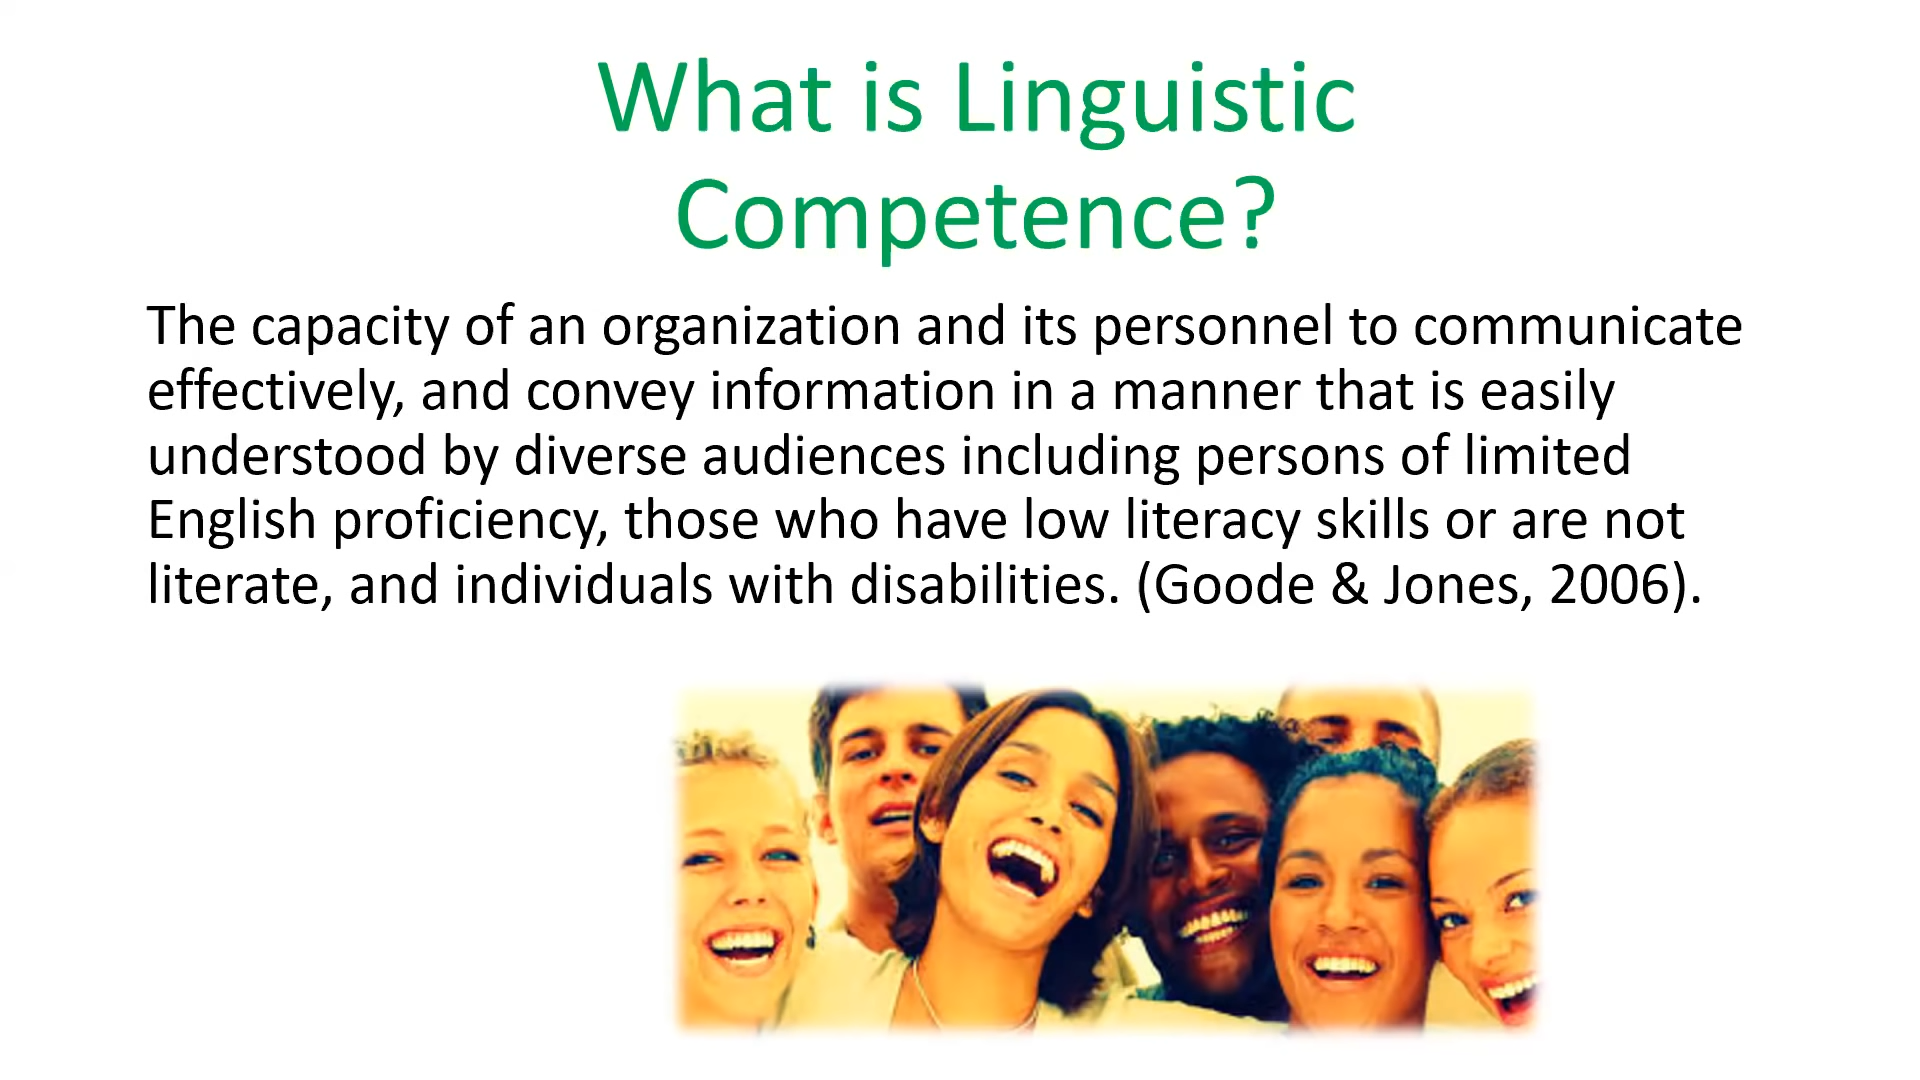 What is Linguistic
Competence?
The capacity of an organization and its personnel to communicate
effectively, and convey information in a manner that is easily
understood by diverse audiences including persons of limited
English proficiency, those who have low literacy skills or are not
literate, and individuals with disabilities. (Goode & Jones, 2006).